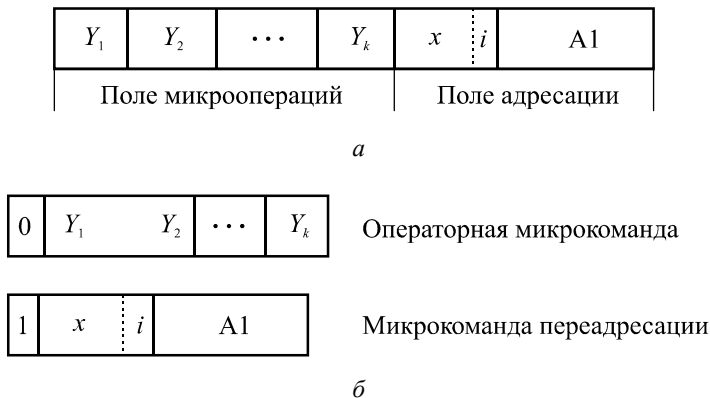 Y1 Y2 ... Yk x i A1
Поле микроопераций Поле адресации
а
0 Y1 Y2 ... Yk Операторная микрокоманда
1 x i A1 Микрокоманда переадресации
б